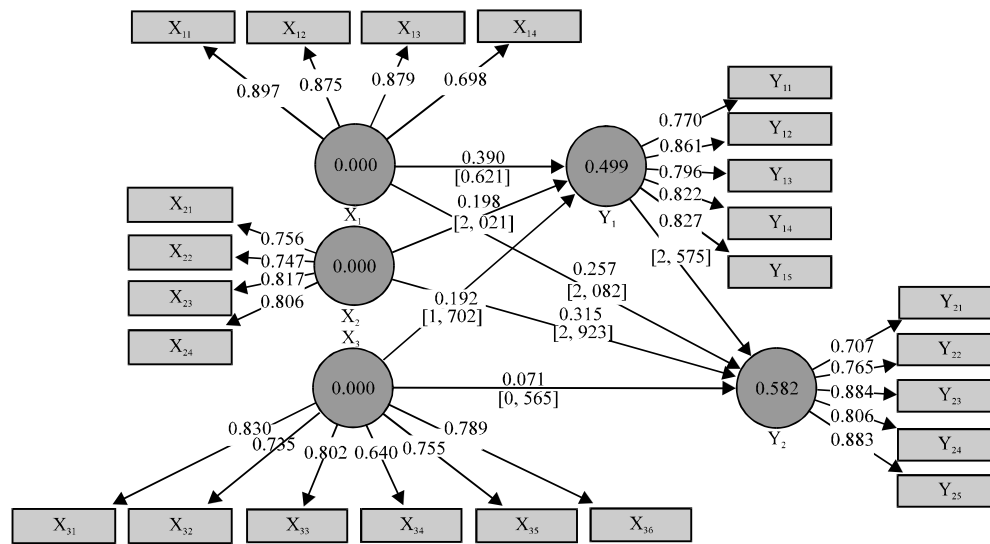 X₁₁ X₁₂ X₁₃ X₁₄
0.897 0.875 0.879 0.698
0.000
X₁
0.390
[0.621]
0.499
Y₁
0.770 Y₁₁
0.861 Y₁₂
0.796 Y₁₃
0.822 Y₁₄
0.827 Y₁₅
X₂₁ 0.756
X₂₂ 0.747
X₂₃ 0.817
X₂₄ 0.806
0.000
X₂
0.198
[2, 021]
[2, 575]
0.257
[2, 082]
0.192
[1, 702]
0.315
[2, 923]
X₃
0.000
0.071
[0, 565]
0.582
Y₂
0.707 Y₂₁
0.765 Y₂₂
0.884 Y₂₃
0.806 Y₂₄
0.883 Y₂₅
0.830 0.735 0.802 0.640 0.755 0.789
X₃₁ X₃₂ X₃₃ X₃₄ X₃₅ X₃₆